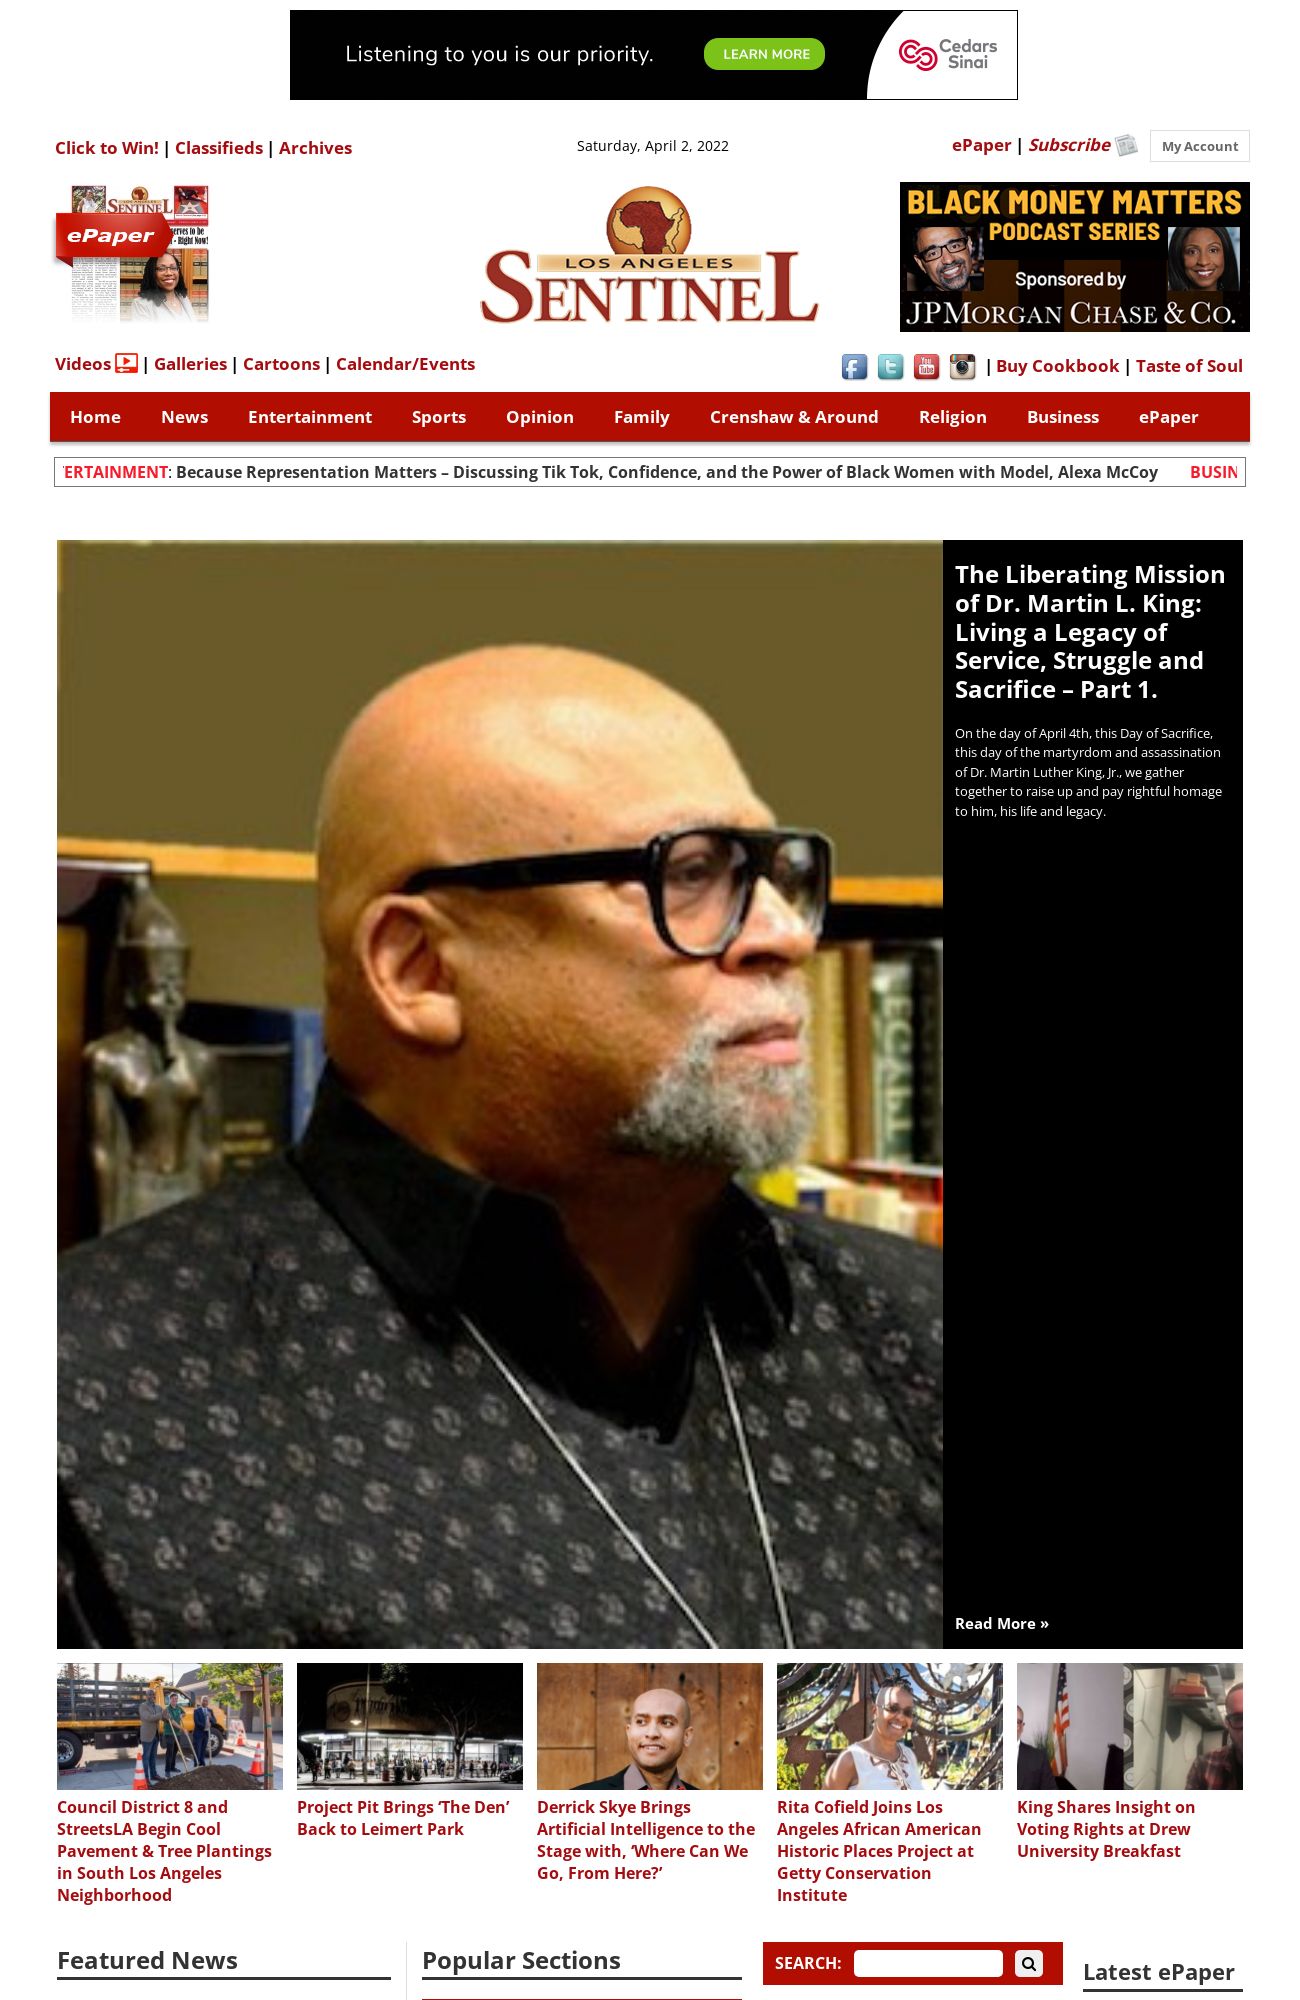 Listening to you is our priority.
LEARN MORE
Cedars
Sinai
Click to Win! | Classifieds | Archives
Saturday, April 2, 2022
ePaper | Subscribe
My Account
SENTINEL
ePaper
LOS ANGELES
SENTINEL
BLACK MONEY MATTERS
PODCAST SERIES
Sponsored by
JPMORGAN CHASE & CO.
Videos | Galleries | Cartoons | Calendar/Events
You
Tube
| Buy Cookbook | Taste of Soul
Home News Entertainment Sports Opinion Family Crenshaw & Around Religion Business ePaper
ERTAINMENT: Because Representation Matters – Discussing Tik Tok, Confidence, and the Power of Black Women with Model, Alexa McCoy BUSIN
The Liberating Mission
of Dr. Martin L. King:
Living a Legacy of
Service, Struggle and
Sacrifice – Part 1.
On the day of April 4th, this Day of Sacrifice,
this day of the martyrdom and assassination
of Dr. Martin Luther King, Jr., we gather
together to raise up and pay rightful homage
to him, his life and legacy.
Read More »
Council District 8 and
StreetsLA Begin Cool
Pavement & Tree Plantings
in South Los Angeles
Neighborhood
Project Pit Brings ‘The Den’
Back to Leimert Park
Derrick Skye Brings
Artificial Intelligence to the
Stage with, ‘Where Can We
Go, From Here?’
Rita Cofield Joins Los
Angeles African American
Historic Places Project at
Getty Conservation
Institute
King Shares Insight on
Voting Rights at Drew
University Breakfast
Featured News
Popular Sections
SEARCH:
Latest ePaper